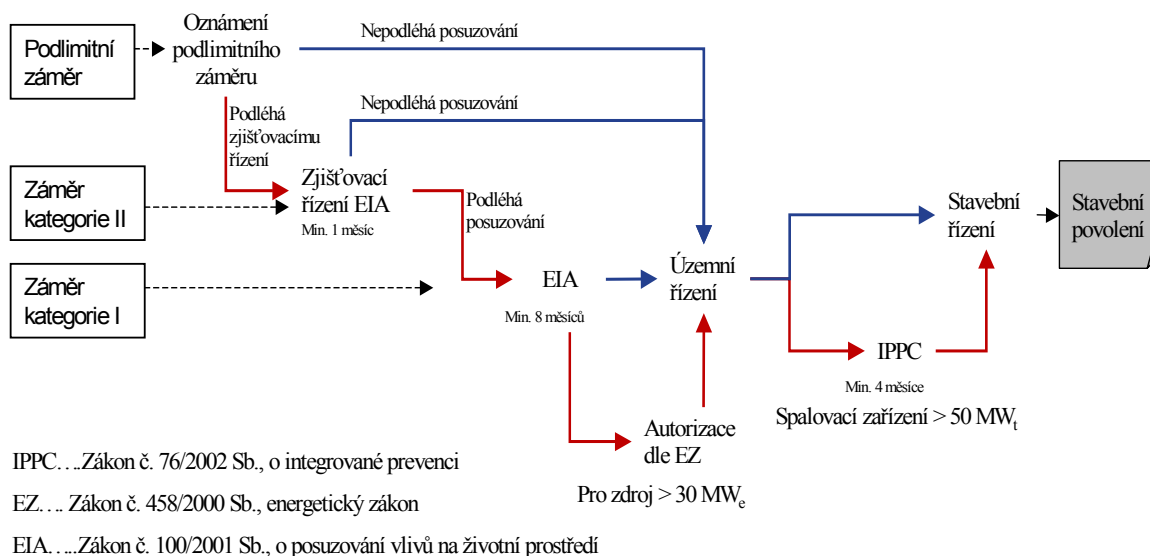 Podlimitní
záměr
Oznámení
podlimitního
záměru
Nepodléhá posuzování
Nepodléhá posuzování
Podléhá
zjišťovacímu
řízení
Záměr
kategorie II
Zjišťovací
řízení EIA
Min. 1 měsíc
Podléhá
posuzování
Stavební
řízení
Stavební
povolení
Záměr
kategorie I
EIA
Min. 8 měsíců
Územní
řízení
IPPC
Min. 4 měsíce
Spalovací zařízení > 50 MWt
Autorizace
dle EZ
Pro zdroj > 30 MWe
IPPC….Zákon č. 76/2002 Sb., o integrované prevenci
EZ…. Zákon č. 458/2000 Sb., energetický zákon
EIA…..Zákon č. 100/2001 Sb., o posuzování vlivů na životní prostředí